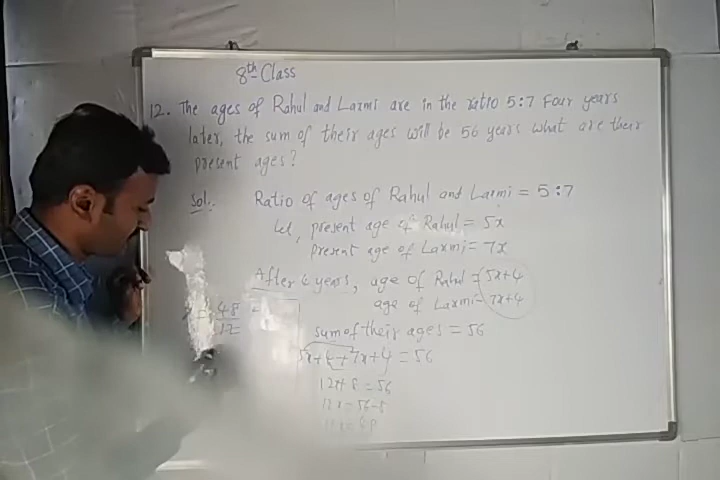 8th Class
12. The ages of Rahul and Laxmi are in the ratio 5:7 Four years
later, the sum of their ages will be 56 years what are their
present ages?
Sol:. Ratio of ages of Rahul and Laxmi = 5:7
Let, present age of Rahul = 5x
present age of Laxmi = 7x
After 4 years, age of Rahul = 5x+4
age of Laxmi = 7x+4
sum of their ages = 56
5x+4+7x+4 = 56
12x+8 = 56
12x = 56-8
12x = 48
48
12